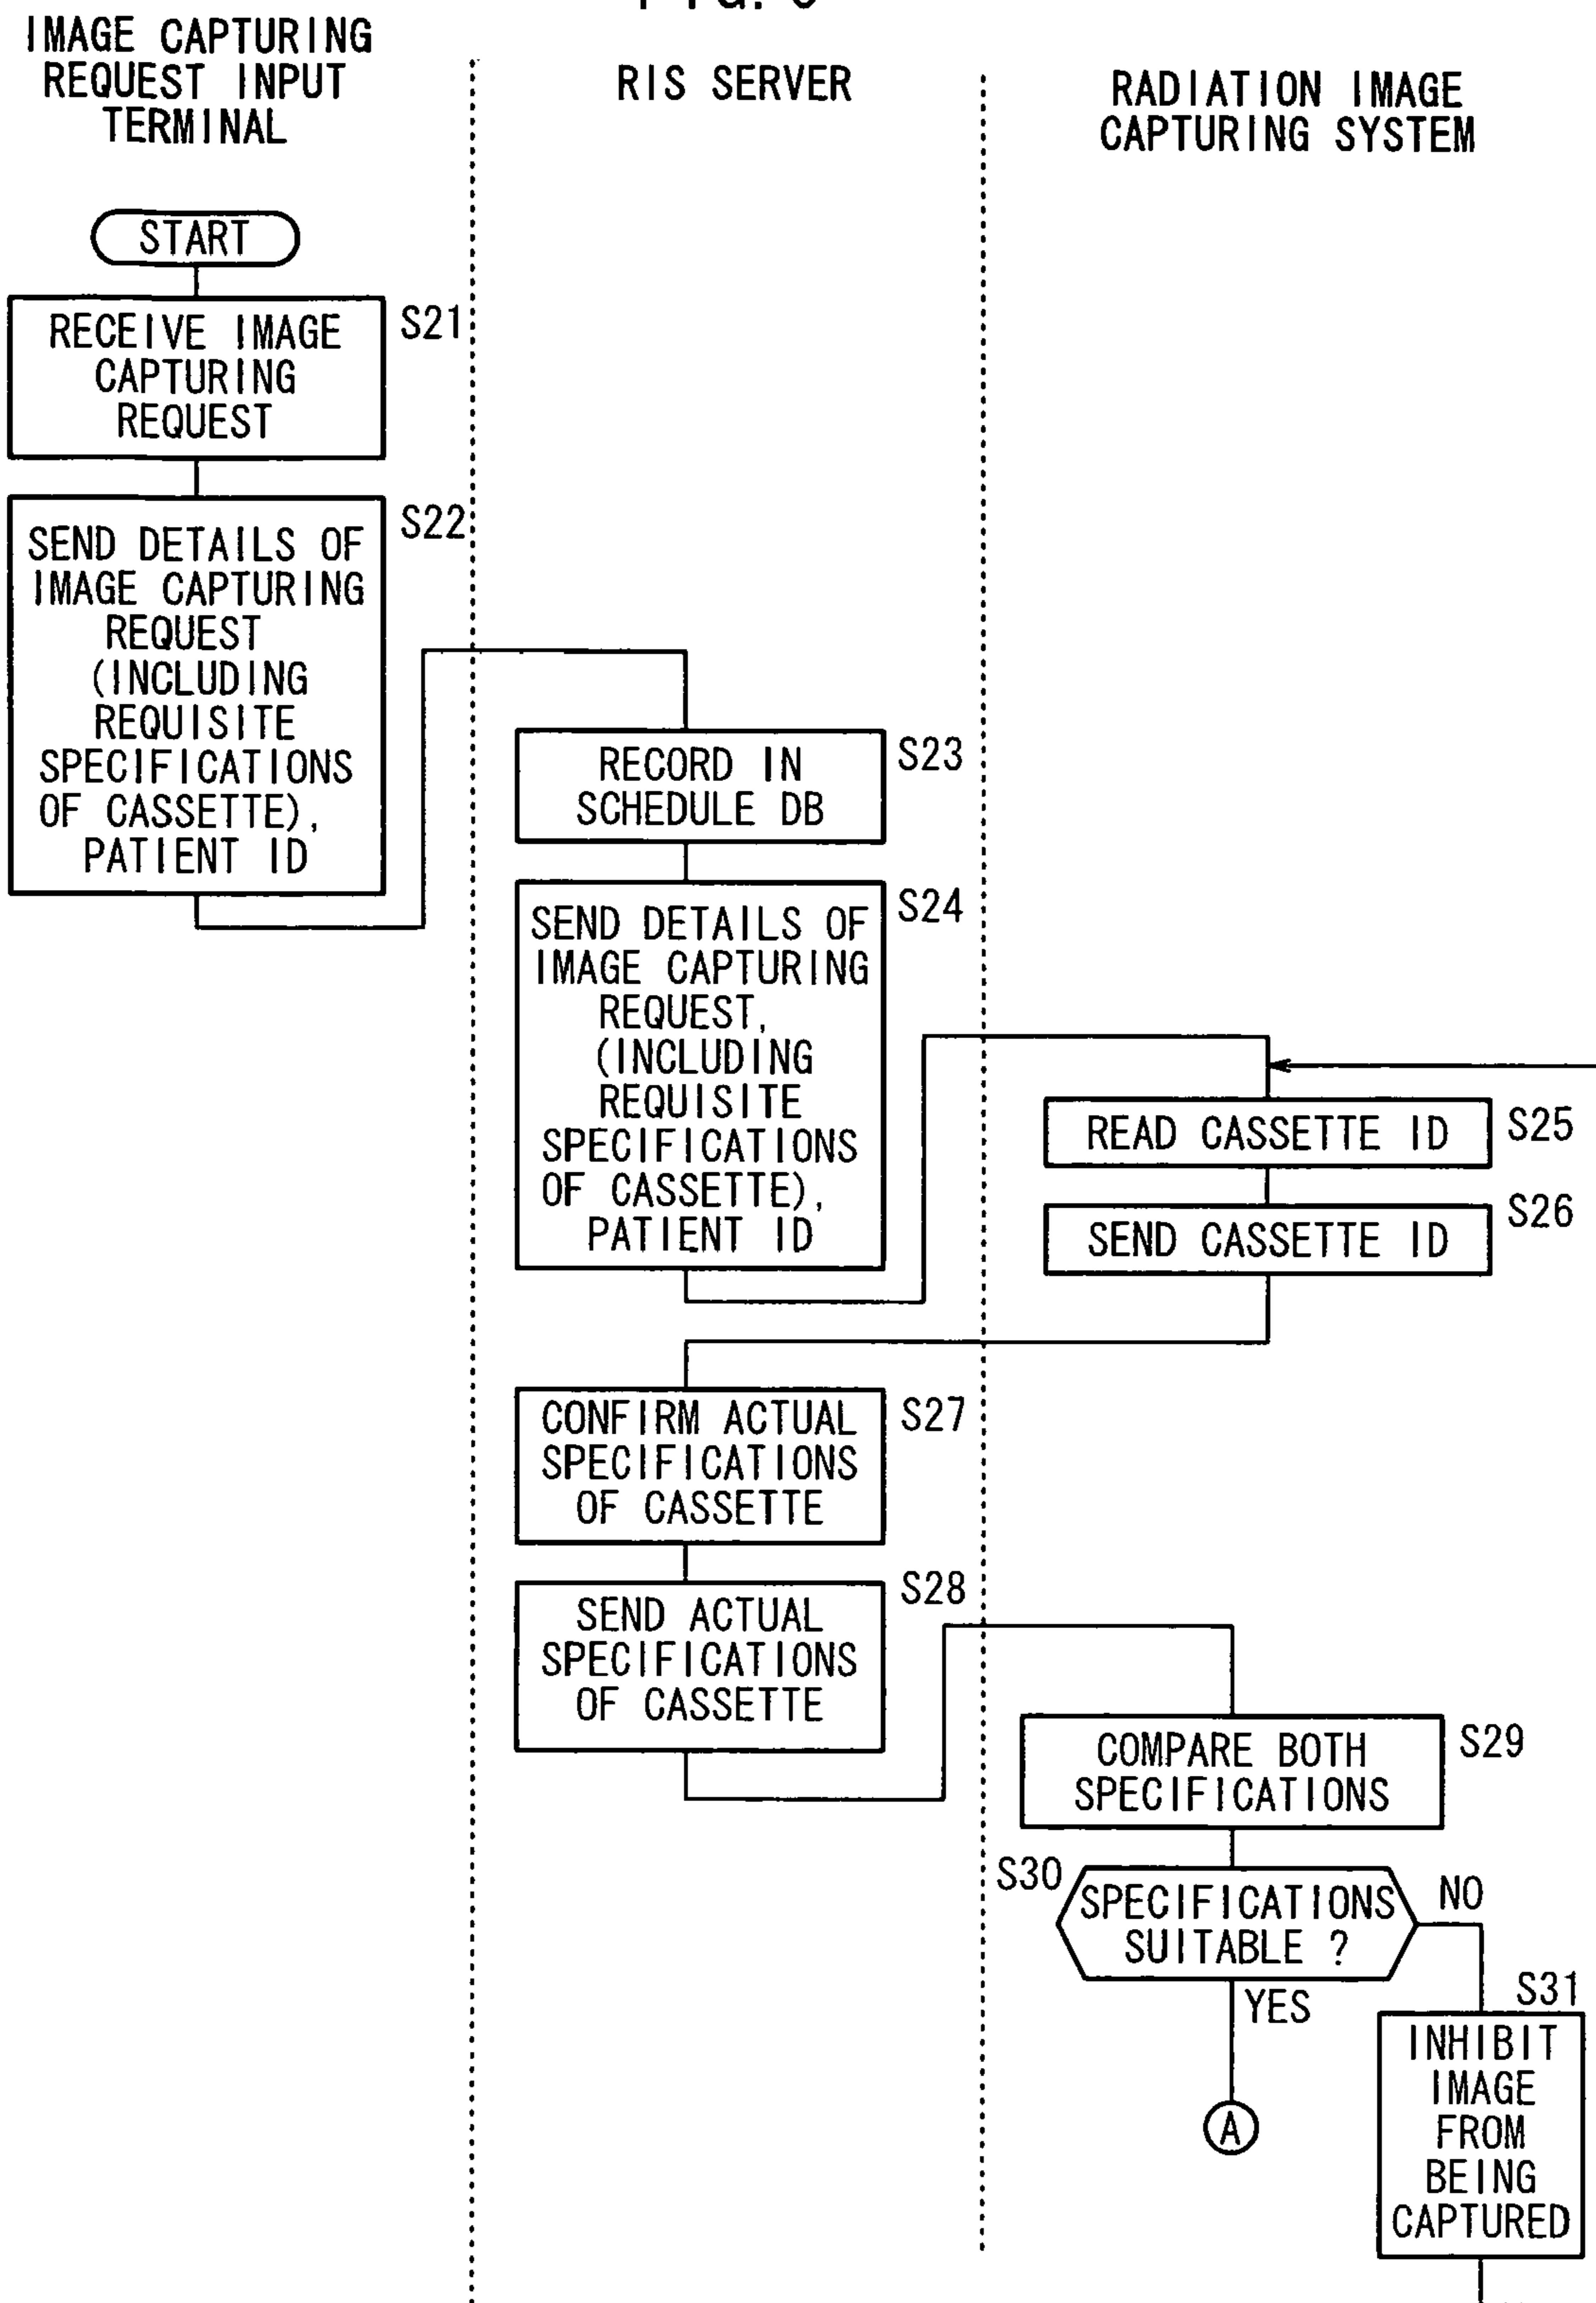 IMAGE CAPTURING
REQUEST INPUT
TERMINAL
RIS SERVER
RADIATION IMAGE
CAPTURING SYSTEM
START
RECEIVE IMAGE
CAPTURING
REQUEST
S21
SEND DETAILS OF
IMAGE CAPTURING
REQUEST
(INCLUDING
REQUISITE
SPECIFICATIONS
OF CASSETTE),
PATIENT ID
S22
RECORD IN
SCHEDULE DB
S23
SEND DETAILS OF
IMAGE CAPTURING
REQUEST,
(INCLUDING
REQUISITE
SPECIFICATIONS
OF CASSETTE),
PATIENT ID
S24
READ CASSETTE ID
S25
SEND CASSETTE ID
S26
CONFIRM ACTUAL
SPECIFICATIONS
OF CASSETTE
S27
SEND ACTUAL
SPECIFICATIONS
OF CASSETTE
S28
COMPARE BOTH
SPECIFICATIONS
S29
S30
SPECIFICATIONS
SUITABLE ?
NO
YES
A
S31
INHIBIT
IMAGE
FROM
BEING
CAPTURED